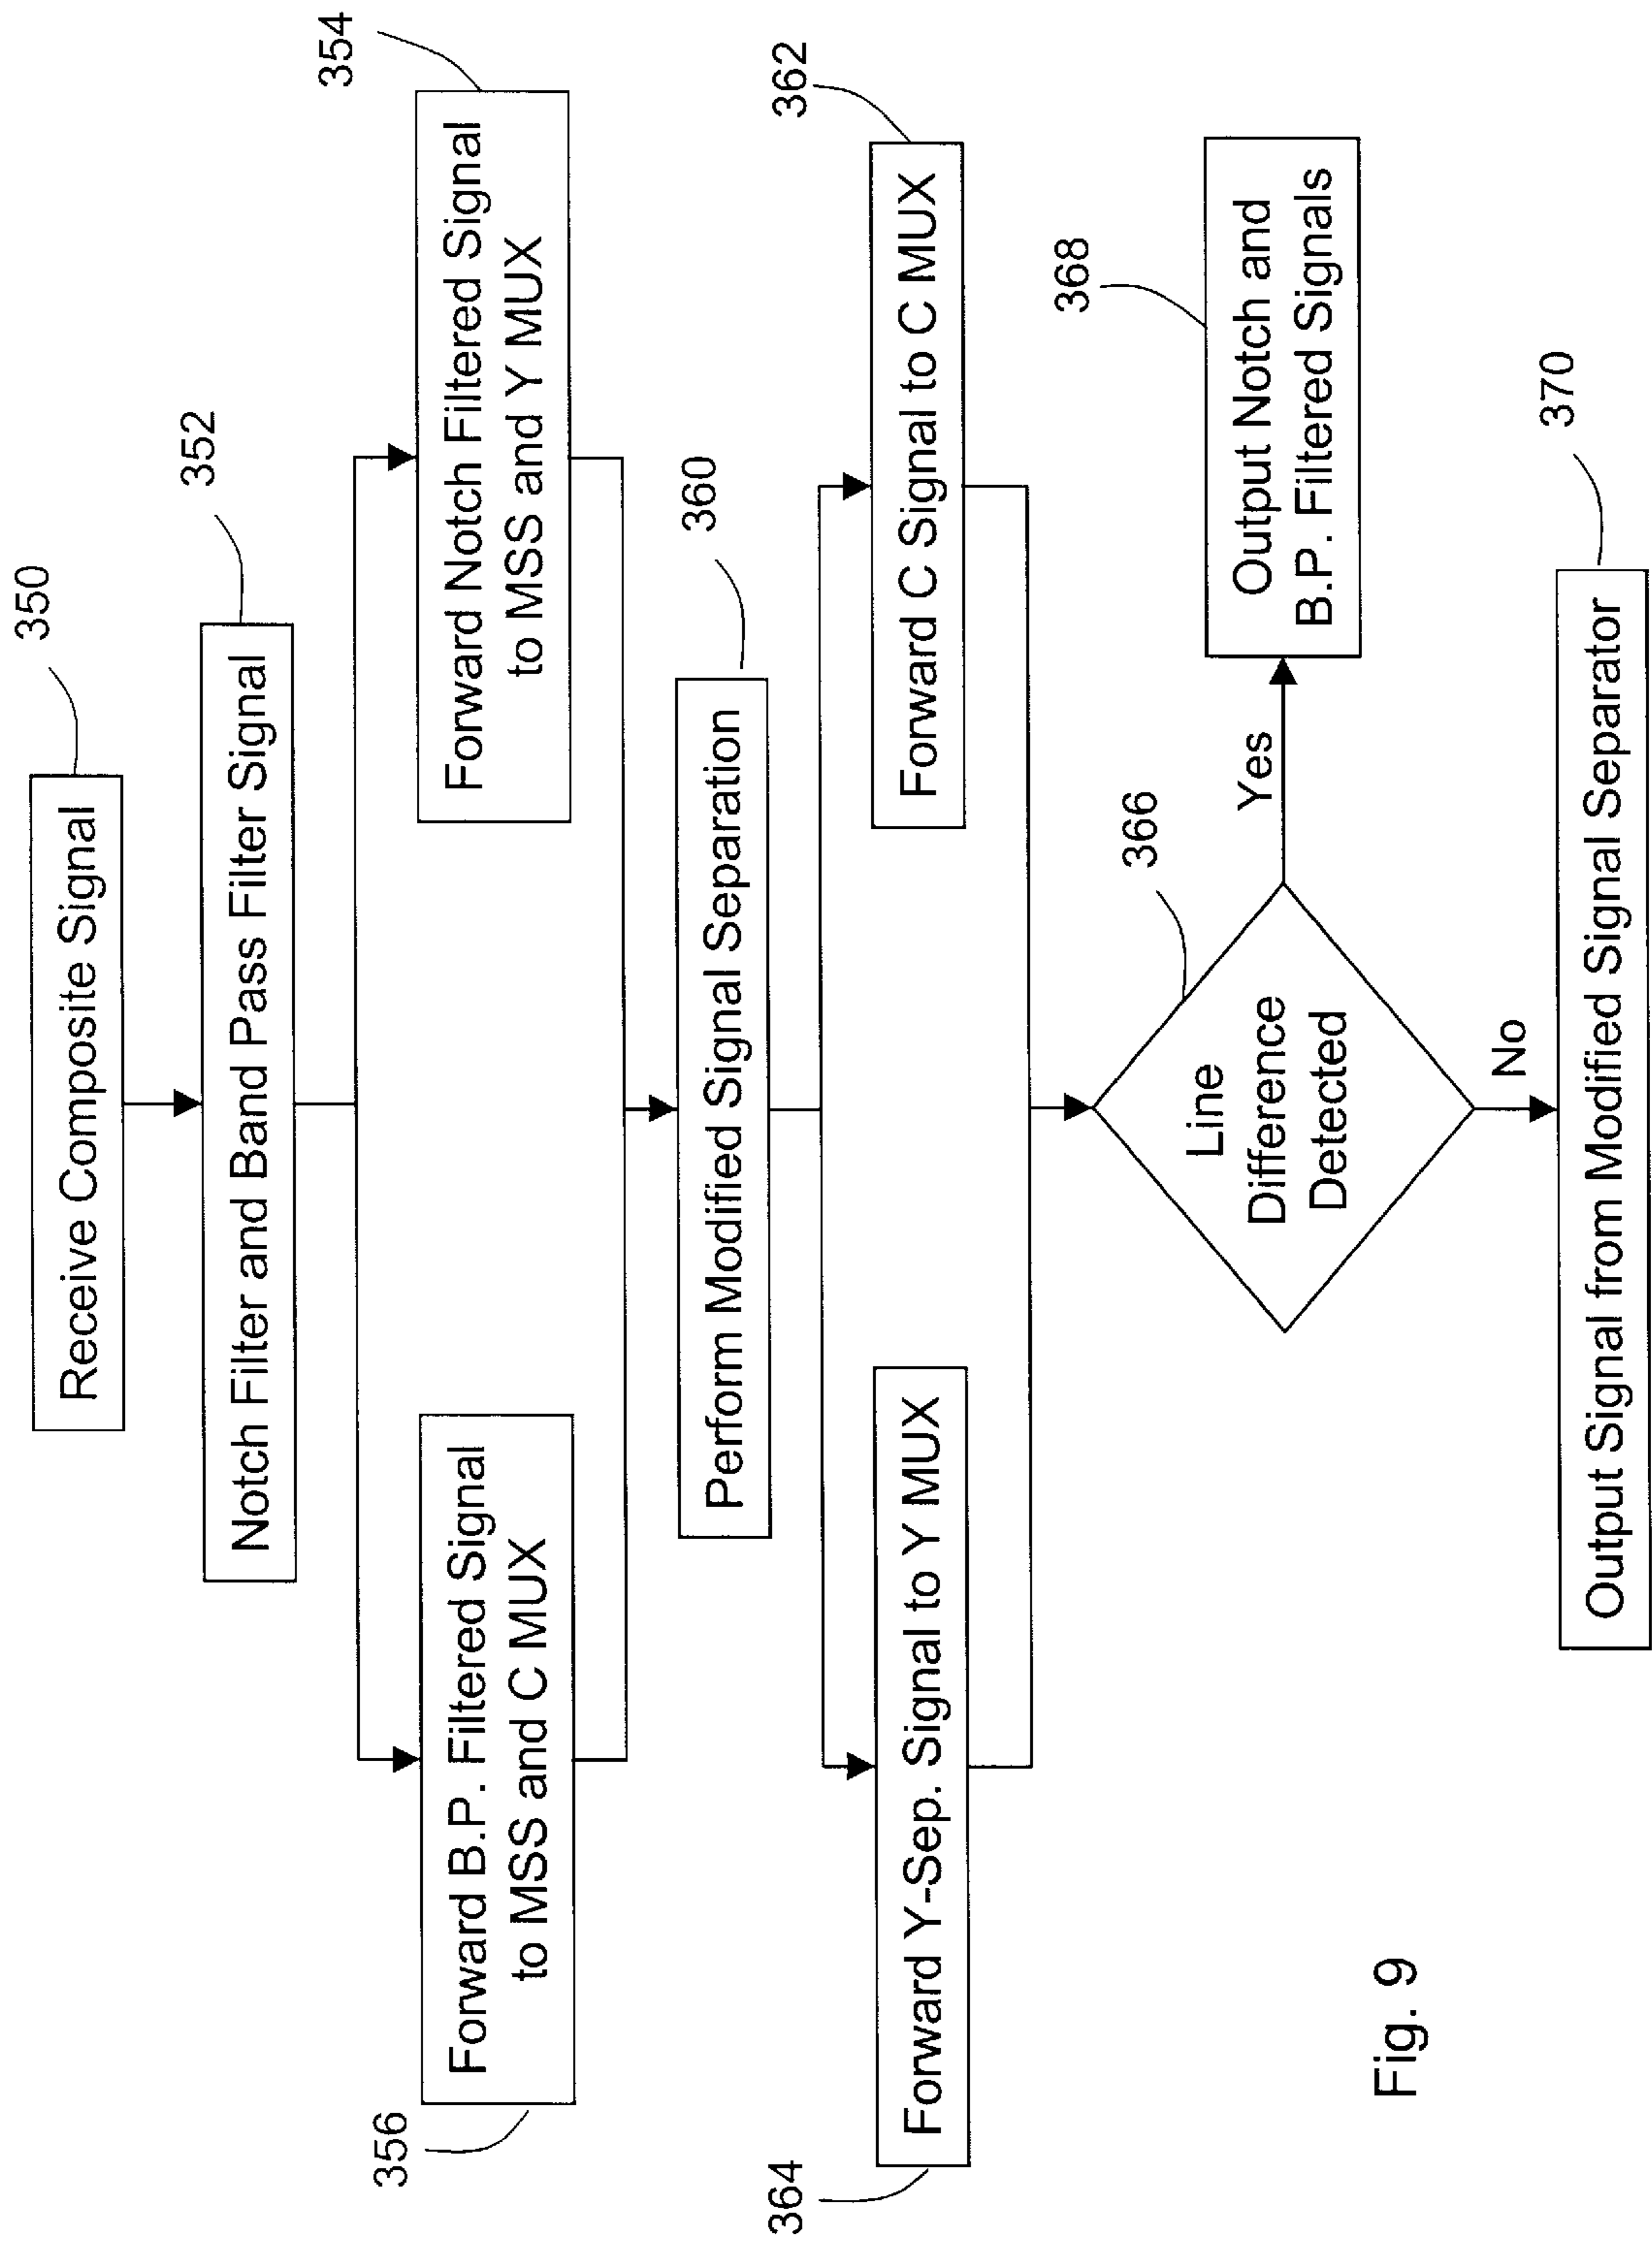 350
Receive Composite Signal
352
Notch Filter and Band Pass Filter Signal
354
Forward Notch Filtered Signal
to MSS and Y MUX
356
Forward B.P. Filtered Signal
to MSS and C MUX
360
Perform Modified Signal Separation
362
Forward C Signal to C MUX
364
Forward Y-Sep. Signal to Y MUX
366
Line
Difference
Detected
Yes
368
Output Notch and
B.P. Filtered Signals
No
370
Output Signal from Modified Signal Separator
Fig. 9